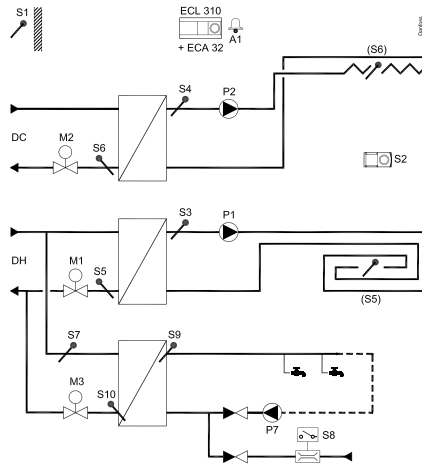 S1
ECL 310
A1
+ ECA 32
Danfoss
(S6)
S4
P2
DC
M2
S6
S2
S3
P1
DH
M1
S5
(S5)
S7
S9
M3
S10
P7
S8